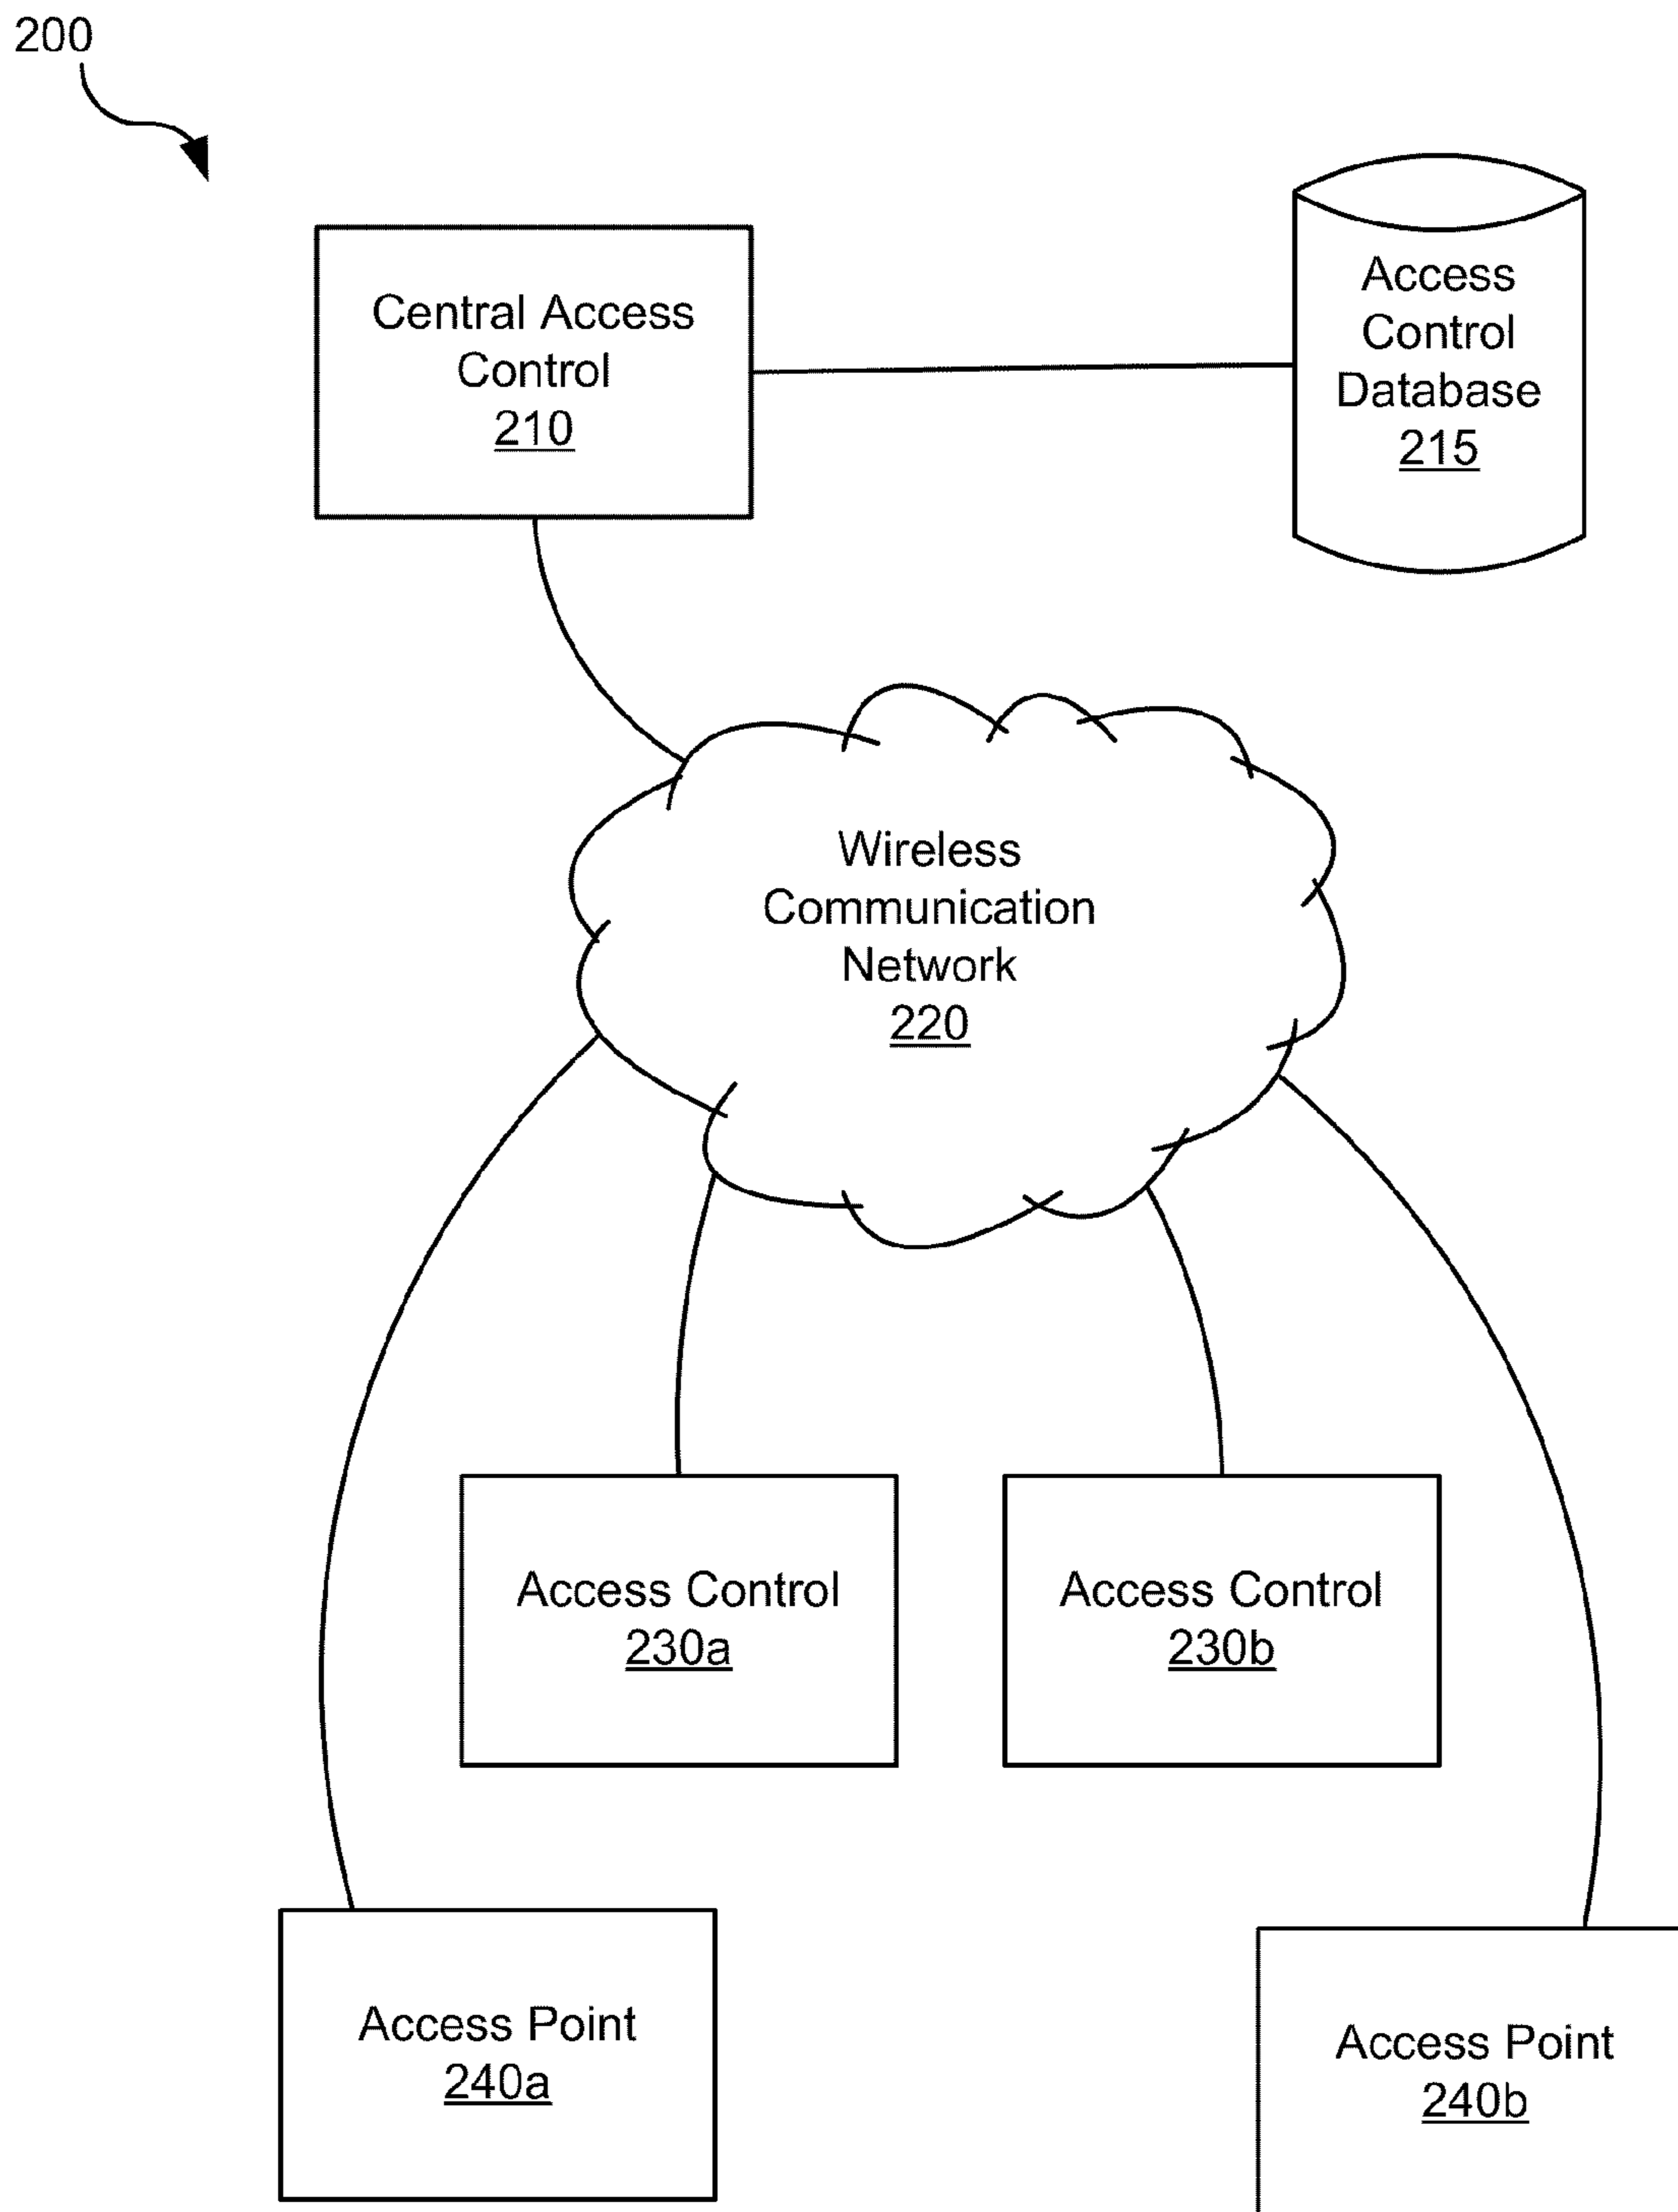 200
Central Access
Control
210
Access
Control
Database
215
Wireless
Communication
Network
220
Access Control
230a
Access Control
230b
Access Point
240a
Access Point
240b